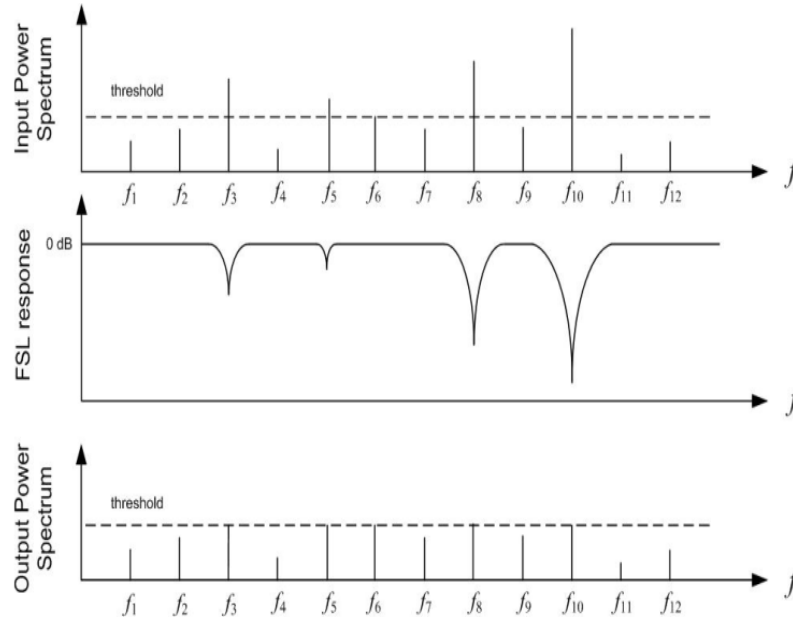 Input Power
Spectrum
threshold
f1 f2 f3 f4 f5 f6 f7 f8 f9 f10 f11 f12
f
FSL response
0 dB
f
Output Power
Spectrum
threshold
f1 f2 f3 f4 f5 f6 f7 f8 f9 f10 f11 f12
f